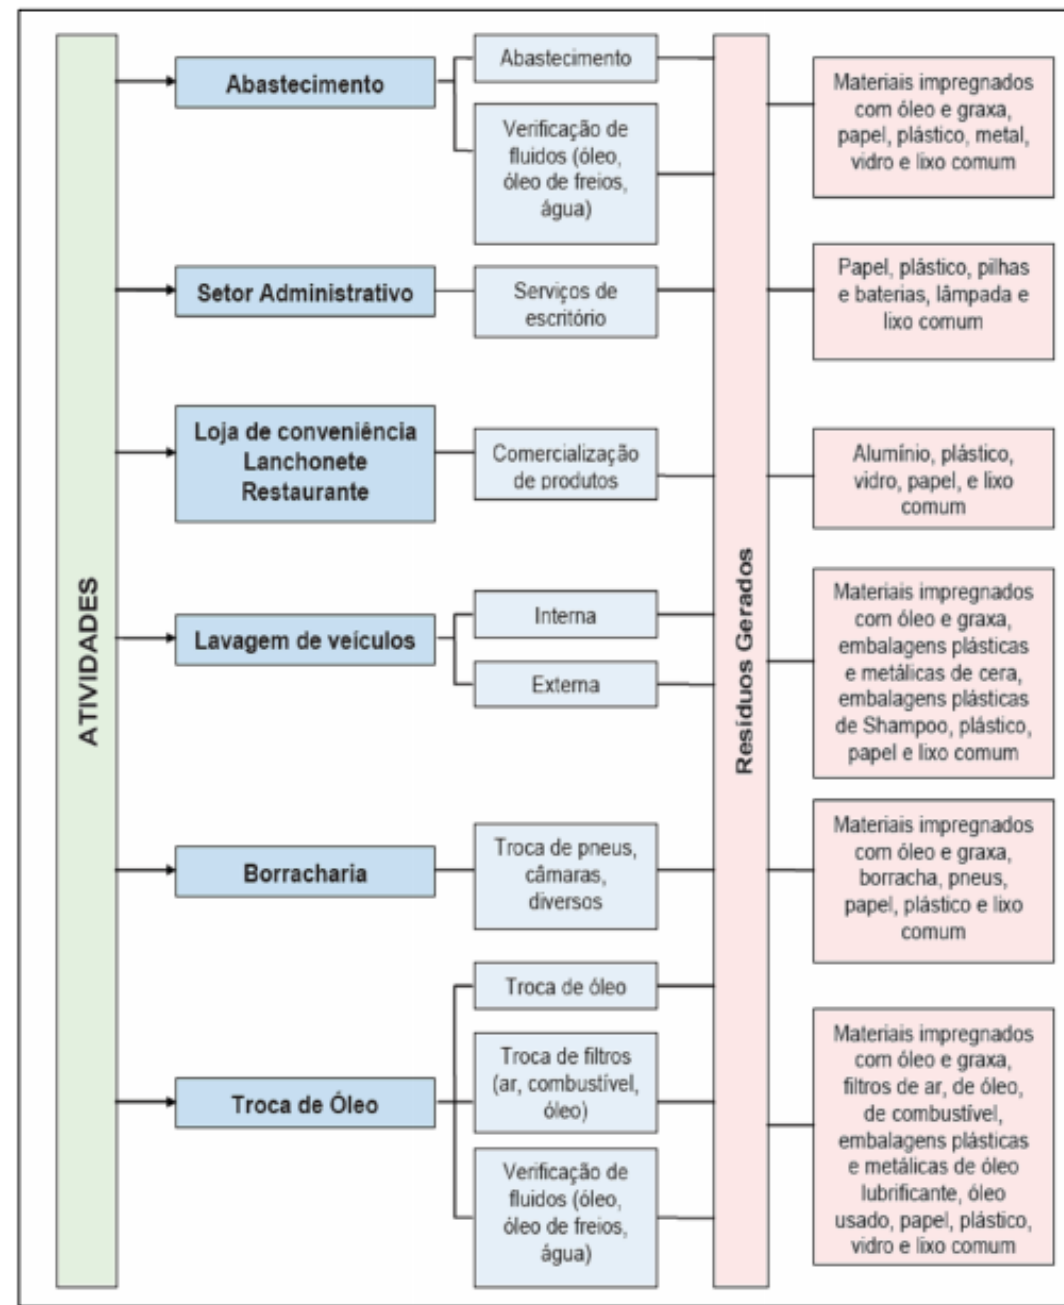 ATIVIDADES
Abastecimento
Abastecimento
Verificação de
fluidos (óleo,
óleo de freios,
água)
Materiais impregnados
com óleo e graxa,
papel, plástico, metal,
vidro e lixo comum
Setor Administrativo
Serviços de
escritório
Papel, plástico, pilhas
e baterias, lâmpada e
lixo comum
Loja de conveniência
Lanchonete
Restaurante
Comercialização
de produtos
Alumínio, plástico,
vidro, papel, e lixo
comum
Resíduos Gerados
Lavagem de veículos
Interna
Externa
Materiais impregnados
com óleo e graxa,
embalagens plásticas
e metálicas de cera,
embalagens plásticas
de Shampoo, plástico,
papel e lixo comum
Borracharia
Troca de pneus,
câmaras,
diversos
Materiais impregnados
com óleo e graxa,
borracha, pneus,
papel, plástico e lixo
comum
Troca de Óleo
Troca de óleo
Troca de filtros
(ar, combustível,
óleo)
Verificação de
fluidos (óleo,
óleo de freios,
água)
Materiais impregnados
com óleo e graxa,
filtros de ar, de óleo,
de combustível,
embalagens plásticas
e metálicas de óleo
lubrificante, óleo
usado, papel, plástico,
vidro e lixo comum